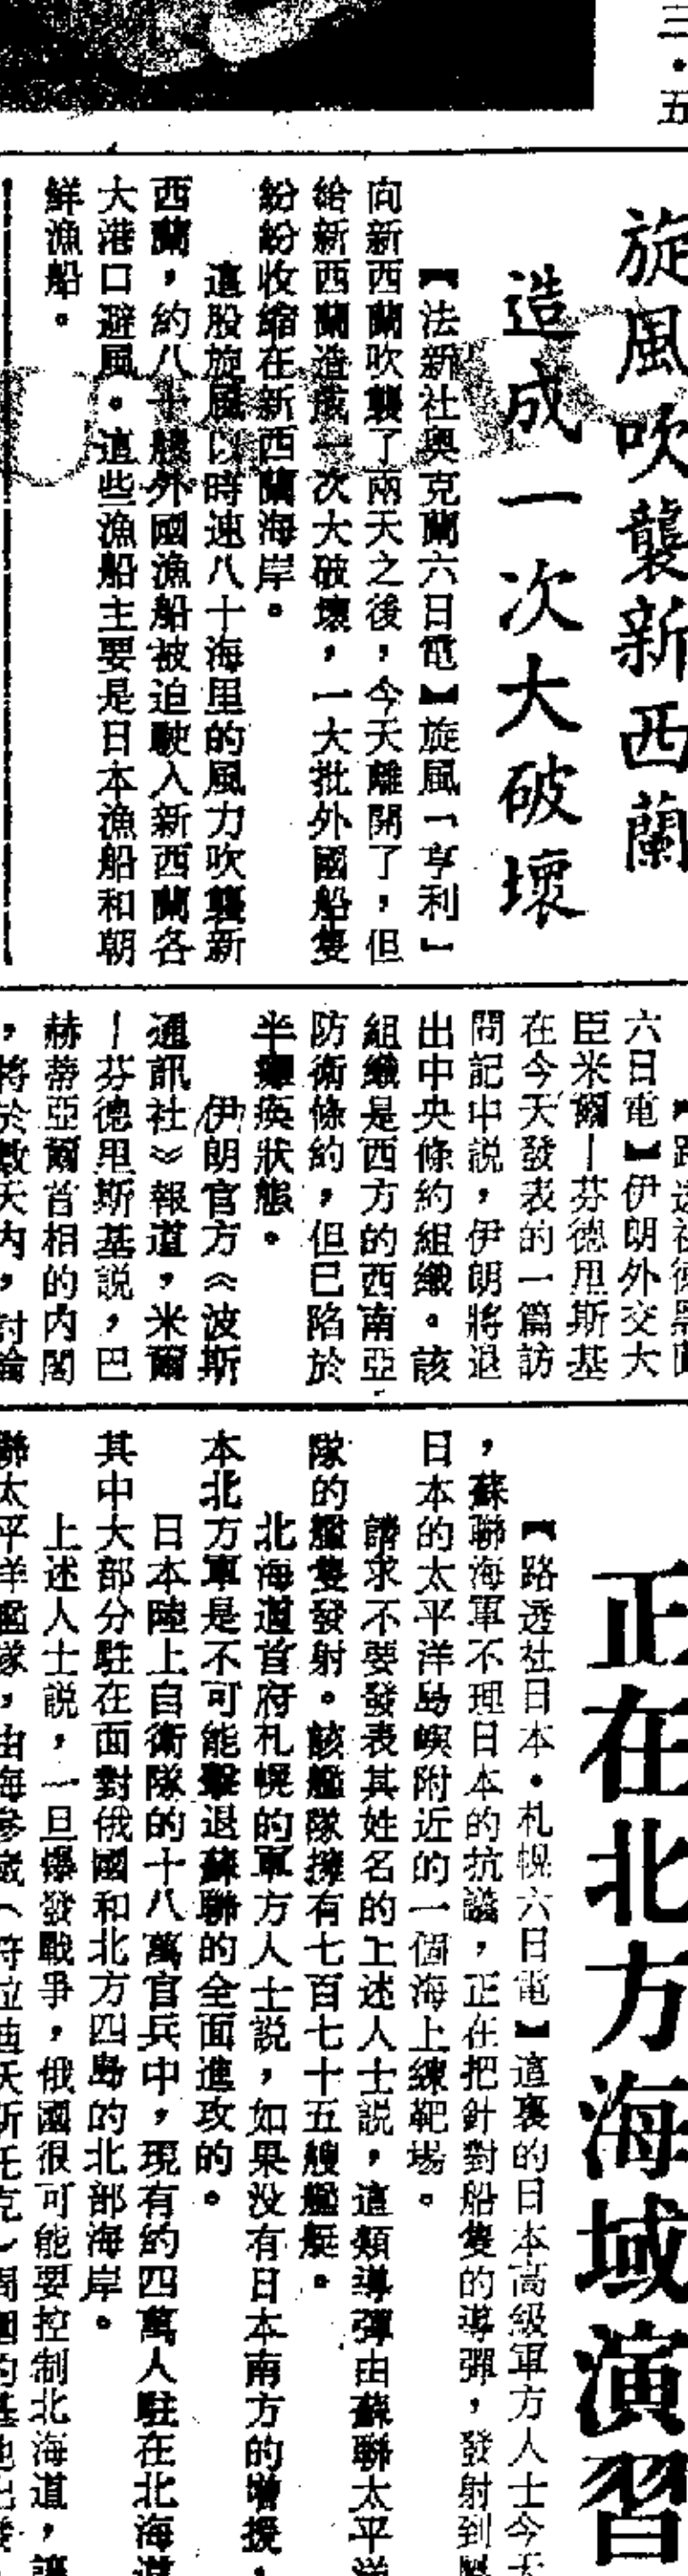 三·五
旋風吹襲新西蘭
造成一次大破壞
【法新社奧克蘭六日電】旋風「亨利」
向新西蘭吹襲了兩天之後，今天離開了，但
給新西蘭造成一次大破壞，一大批外國船隻
紛紛收縮在新西蘭海岸。
這股旋風以時速八十海里的風力吹襲新
西蘭，約八十艘外國漁船被迫駛入新西蘭各
大港口避風。這些漁船主要是日本漁船和朝
鮮漁船。
六日電】伊朗外交大
臣米爾—芬德里斯基
在今天發表的一篇訪
問記中說，伊朗將退
出中央條約組織。該
組織是西方的西南亞
防衛條約，但已陷於
半癱瘓狀態。
伊朗官方《波斯
通訊社》報道，米爾
—芬德里斯基說，巴
赫蒂亞爾首相的內閣
，將於數天內，討論
正在北方海域演習
【路透社日本·札幌六日電】這裏的日本高級軍方人士今天
，蘇聯海軍不理日本的抗議，正在把針對船隻的導彈，發射到
日本的太平洋島嶼附近的一個海上練靶場。
請求不要發表其姓名的上述人士說，這類導彈由蘇聯太平洋
隊的艦隻發射。該艦隊擁有七百七十五艘艦艇。
北海道首府札幌的軍方人士說，如果没有日本南方的增援，
本北方軍是不可能擊退蘇聯的全面進攻的。
日本陸上自衛隊的十八萬官兵中，現有約四萬人駐在北海道
其中大部分駐在面對俄國和北方四島的北部海岸。
上述人士說，一旦爆發戰爭，俄國很可能要控制北海道，讓
聯太平洋艦隊，由海參崴（符拉迪沃斯托克）周圍的基地出發